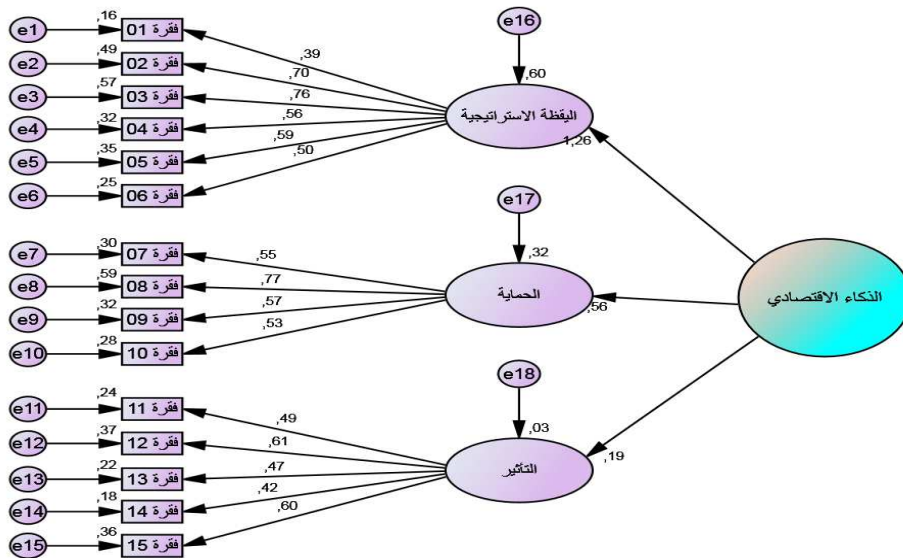 e1
,16
فقرة 01
e2
,49
فقرة 02
e3
,57
فقرة 03
e4
,32
فقرة 04
e5
,35
فقرة 05
e6
,25
فقرة 06
,39
,70
,76
,56
,59
,50
e16
,60
اليقظة الاستراتيجية
1,26
e7
,30
فقرة 07
e8
,59
فقرة 08
e9
,32
فقرة 09
e10
,28
فقرة 10
,55
,77
,57
,53
e17
,32
الحماية
,56
الذكاء الاقتصادي
e11
,24
فقرة 11
e12
,37
فقرة 12
e13
,22
فقرة 13
e14
,18
فقرة 14
e15
,36
فقرة 15
,49
,61
,47
,42
,60
e18
,03
التأثير
,19